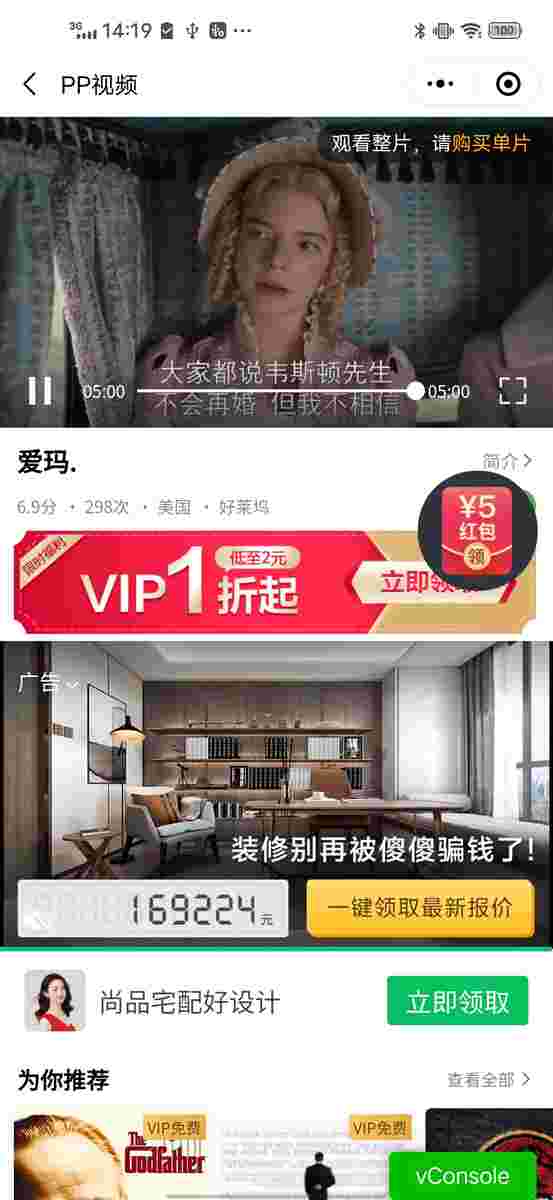 3G 14:19 100
PP视频
观看整片，请购买单片
大家都说韦斯顿先生
05:00 05:00
不会再婚 但我不相信
爱玛.
简介
6.9分 · 298次 · 美国 · 好莱坞
¥5
红包
领
限时福利
低至2元
VIP1折起
立即领取
广告
装修别再被傻傻骗钱了!
169224元
一键领取最新报价
尚品宅配好设计
立即领取
为你推荐
查看全部
VIP免费
VIP免费
The
Godfather
vConsole